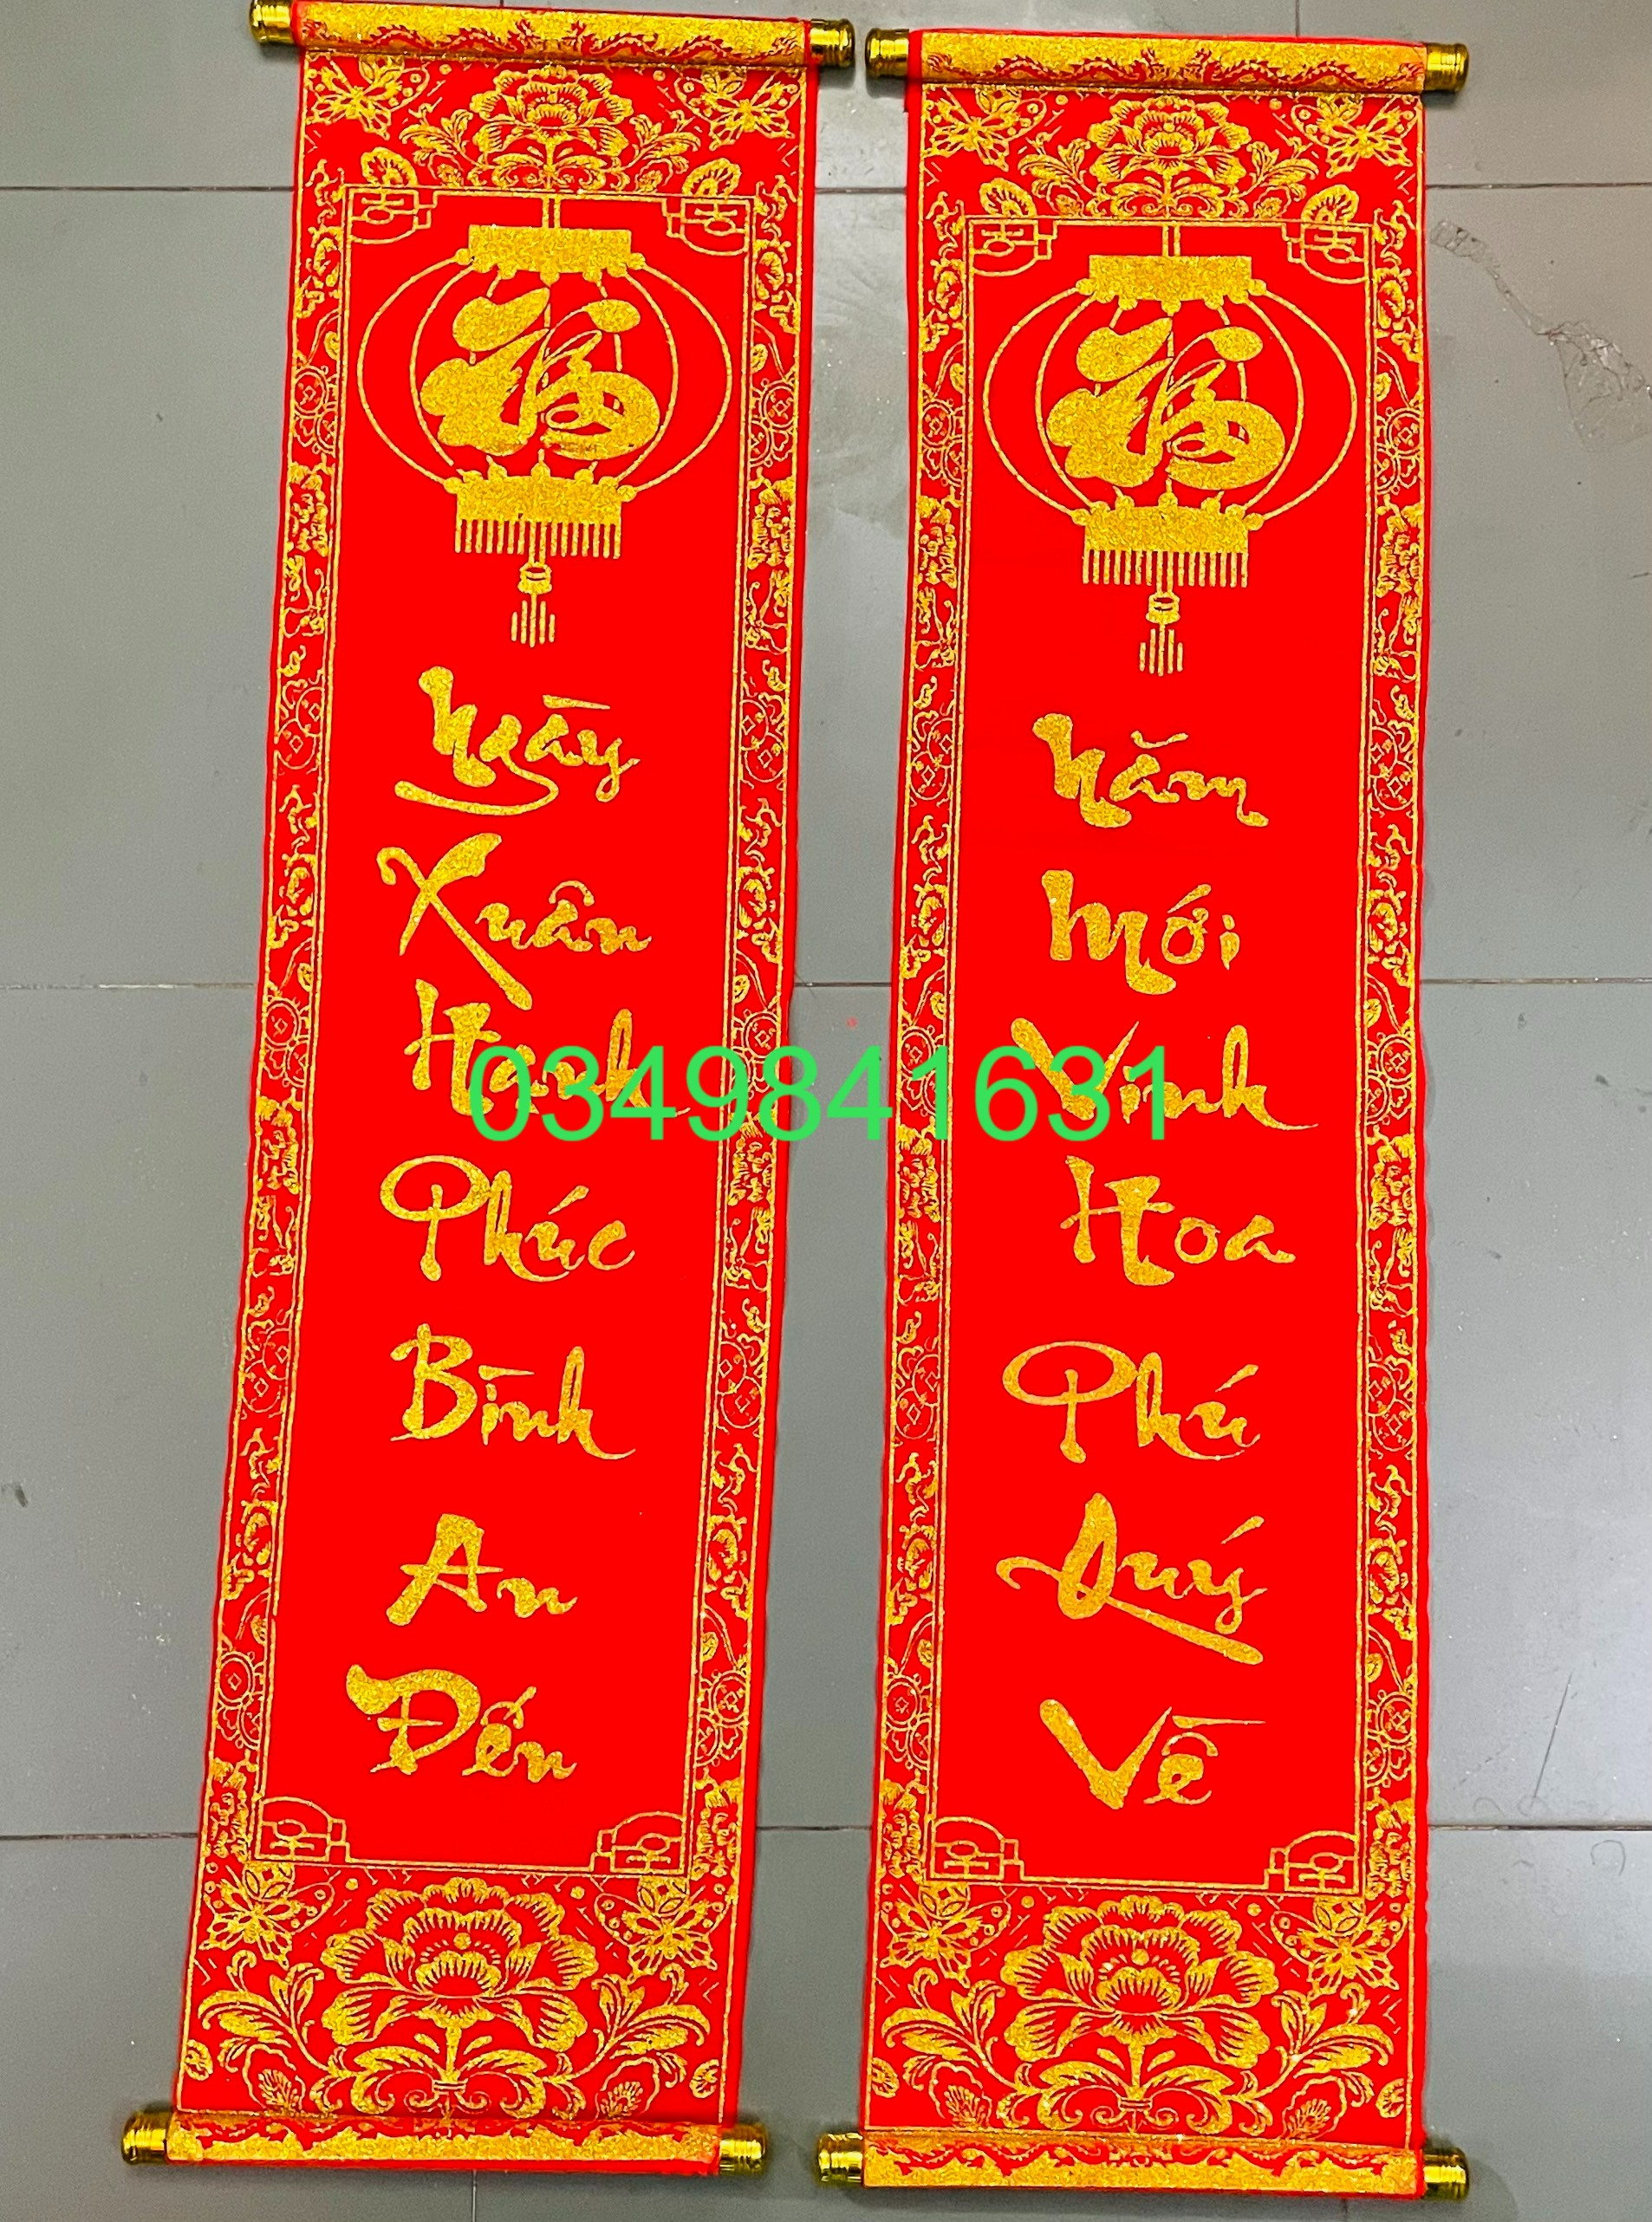 福
Ngày
Xuân
Hạnh
Phúc
Bình
An
Đến
福
Năm
Mới
Vinh
Hoa
Phú
Quý
Về
0349841631